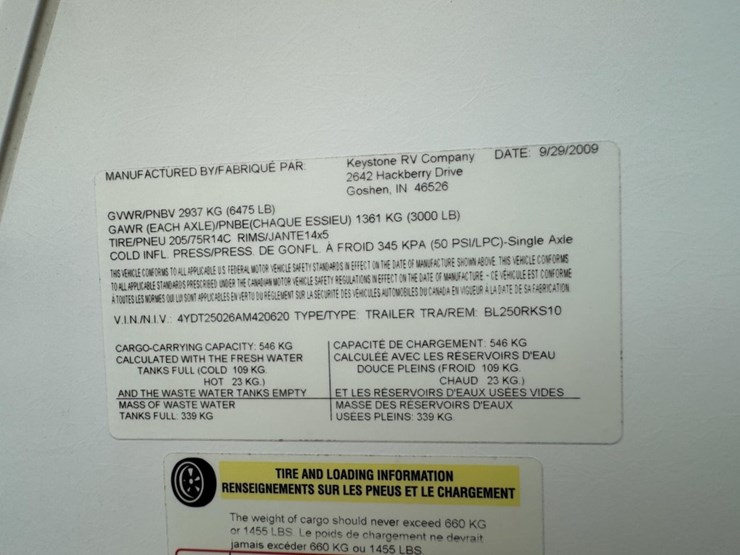 MANUFACTURED BY/FABRIQUÉ PAR: Keystone RV Company DATE: 9/29/2009
2642 Hackberry Drive
Goshen, IN 46526
GVWR/PNBV 2937 KG (6475 LB)
GAWR (EACH AXLE)/PNBE(CHAQUE ESSIEU) 1361 KG (3000 LB)
TIRE/PNEU 205/75R14C RIMS/JANTE14x5
COLD INFL. PRESS/PRESS. DE GONFL. À FROID 345 KPA (50 PSI/LPC)-Single Axle
THIS VEHICLE CONFORMS TO ALL APPLICABLE U.S. FEDERAL MOTOR VEHICLE SAFETY STANDARDS IN EFFECT ON THE DATE OF MANUFACTURE SHOWN ABOVE. THIS VEHICLE CONFORMS
TO ALL APPLICABLE STANDARDS PRESCRIBED UNDER THE CANADIAN MOTOR VEHICLE SAFETY REGULATIONS IN EFFECT ON THE DATE OF MANUFACTURE - CE VÉHICULE EST CONFORME
À TOUTES LES NORMES QUI LUI SONT APPLICABLES EN VERTU DU RÈGLEMENT SUR LA SÉCURITÉ DES VÉHICULES AUTOMOBILES DU CANADA EN VIGUEUR À LA DATE DE SA FABRICATION.
V.I.N./N.I.V.: 4YDT25026AM420620 TYPE/TYPE: TRAILER TRA/REM: BL250RKS10
CARGO-CARRYING CAPACITY: 546 KG
CALCULATED WITH THE FRESH WATER
TANKS FULL (COLD 109 KG.
HOT 23 KG.)
AND THE WASTE WATER TANKS EMPTY
MASS OF WASTE WATER
TANKS FULL: 339 KG
CAPACITÉ DE CHARGEMENT: 546 KG
CALCULÉE AVEC LES RÉSERVOIRS D'EAU
DOUCE PLEINS (FROID 109 KG.
CHAUD 23 KG.)
ET LES RÉSERVOIRS D'EAUX USÉES VIDES
MASSE DES RÉSERVOIRS D'EAUX
USÉES PLEINS: 339 KG.
TIRE AND LOADING INFORMATION
RENSEIGNEMENTS SUR LES PNEUS ET LE CHARGEMENT
The weight of cargo should never exceed 660 KG
or 1455 LBS. Le poids de chargement ne devrait
jamais excéder 660 KG ou 1455 LBS.